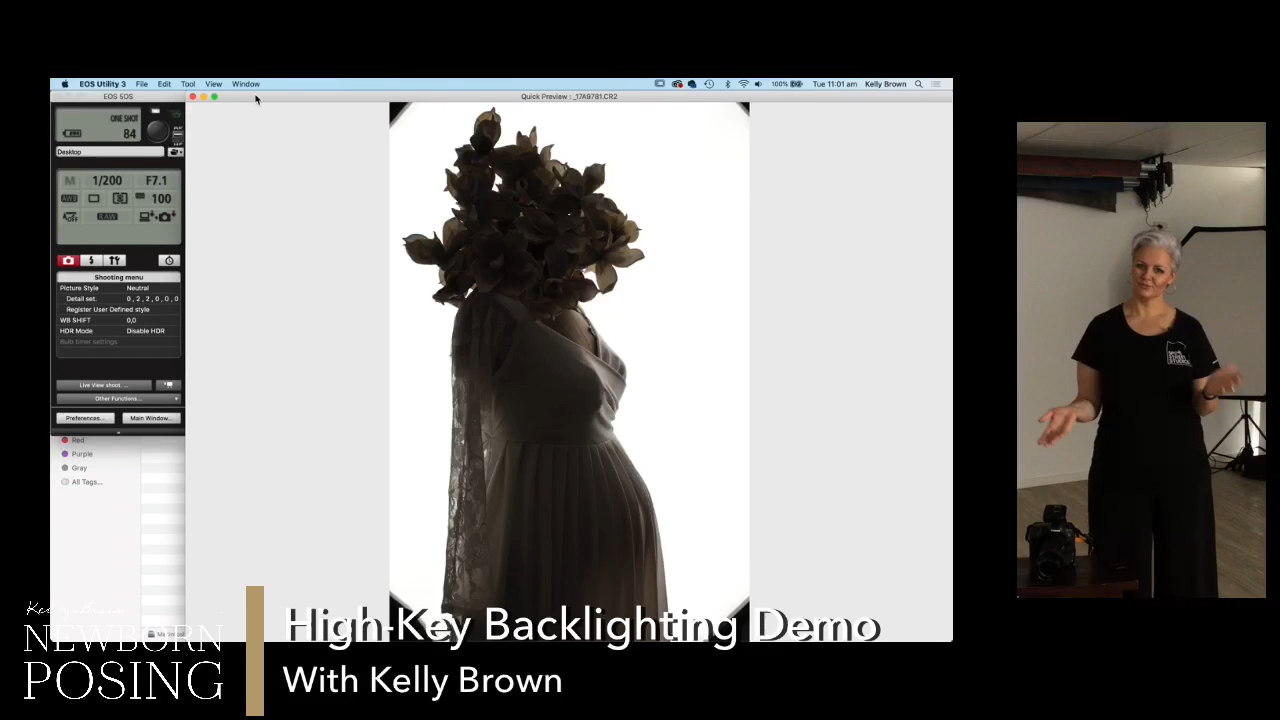 EOS Utility 3 File Edit Tool View Window
100% Tue 11:01 am Kelly Brown
EOS 5DS
Quick Preview : _17A9781.CR2
ONE SHOT
84
Desktop
M 1/200 F7.1
AWB 100
OFF RAW
Shooting menu
Picture Style Neutral
Detail set. 0 , 2 , 2 , 0 , 0 , 0
Register User Defined style
WB SHIFT 0,0
HDR Mode Disable HDR
Bulb timer settings
Live View shoot. ...
Other Functions...
Preferences... Main Window...
Red
Purple
Gray
All Tags...
Kelly Brown
NEWBORN
POSING
High-Key Backlighting Demo
With Kelly Brown